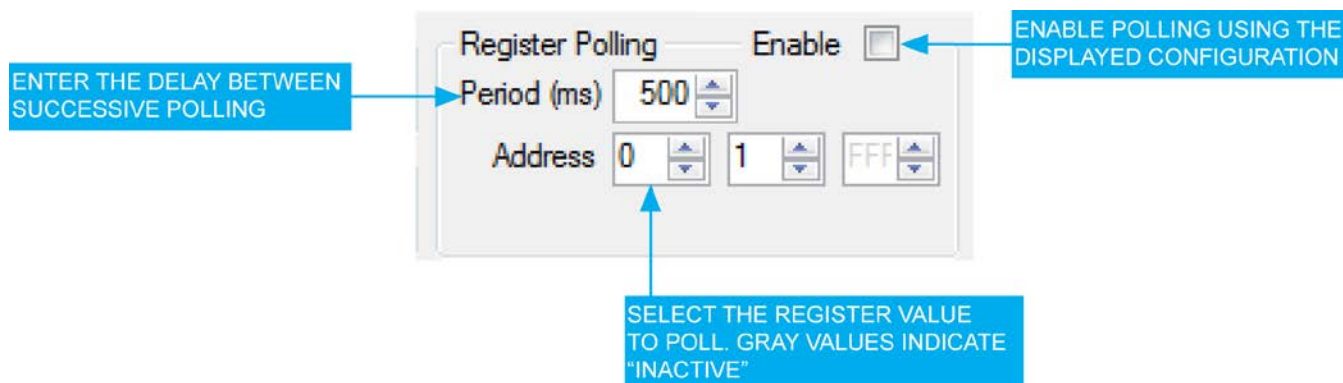 ENTER THE DELAY BETWEEN
SUCCESSIVE POLLING
Register Polling Enable
Period (ms) 500
Address 0 1 FFF
ENABLE POLLING USING THE
DISPLAYED CONFIGURATION
SELECT THE REGISTER VALUE
TO POLL. GRAY VALUES INDICATE
“INACTIVE”